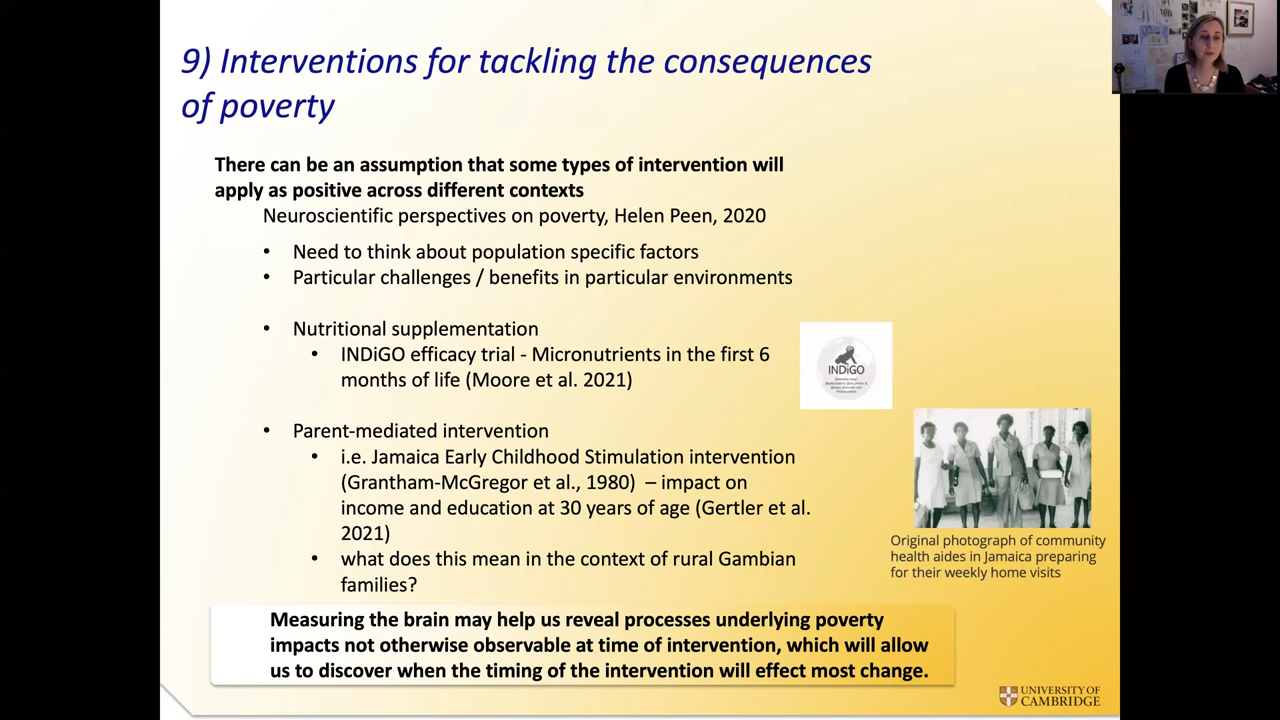 9) Interventions for tackling the consequences
of poverty
There can be an assumption that some types of intervention will
apply as positive across different contexts
Neuroscientific perspectives on poverty, Helen Peen, 2020
• Need to think about population specific factors
• Particular challenges / benefits in particular environments
• Nutritional supplementation
• INDiGO efficacy trial - Micronutrients in the first 6
months of life (Moore et al. 2021)
INDiGO
• Parent-mediated intervention
• i.e. Jamaica Early Childhood Stimulation intervention
(Grantham-McGregor et al., 1980) – impact on
income and education at 30 years of age (Gertler et al.
2021)
• what does this mean in the context of rural Gambian
families?
Original photograph of community
health aides in Jamaica preparing
for their weekly home visits
Measuring the brain may help us reveal processes underlying poverty
impacts not otherwise observable at time of intervention, which will allow
us to discover when the timing of the intervention will effect most change.
UNIVERSITY OF
CAMBRIDGE